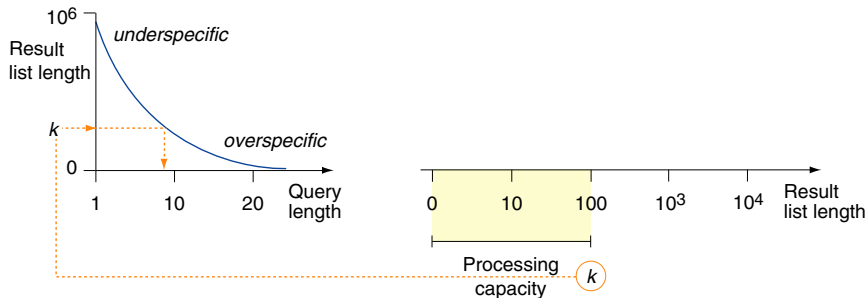 10⁶
underspecific
Result
list length
k
overspecific
0
1 10 20
Query
length
0 10 100 10³ 10⁴
Result
list length
Processing
capacity
k